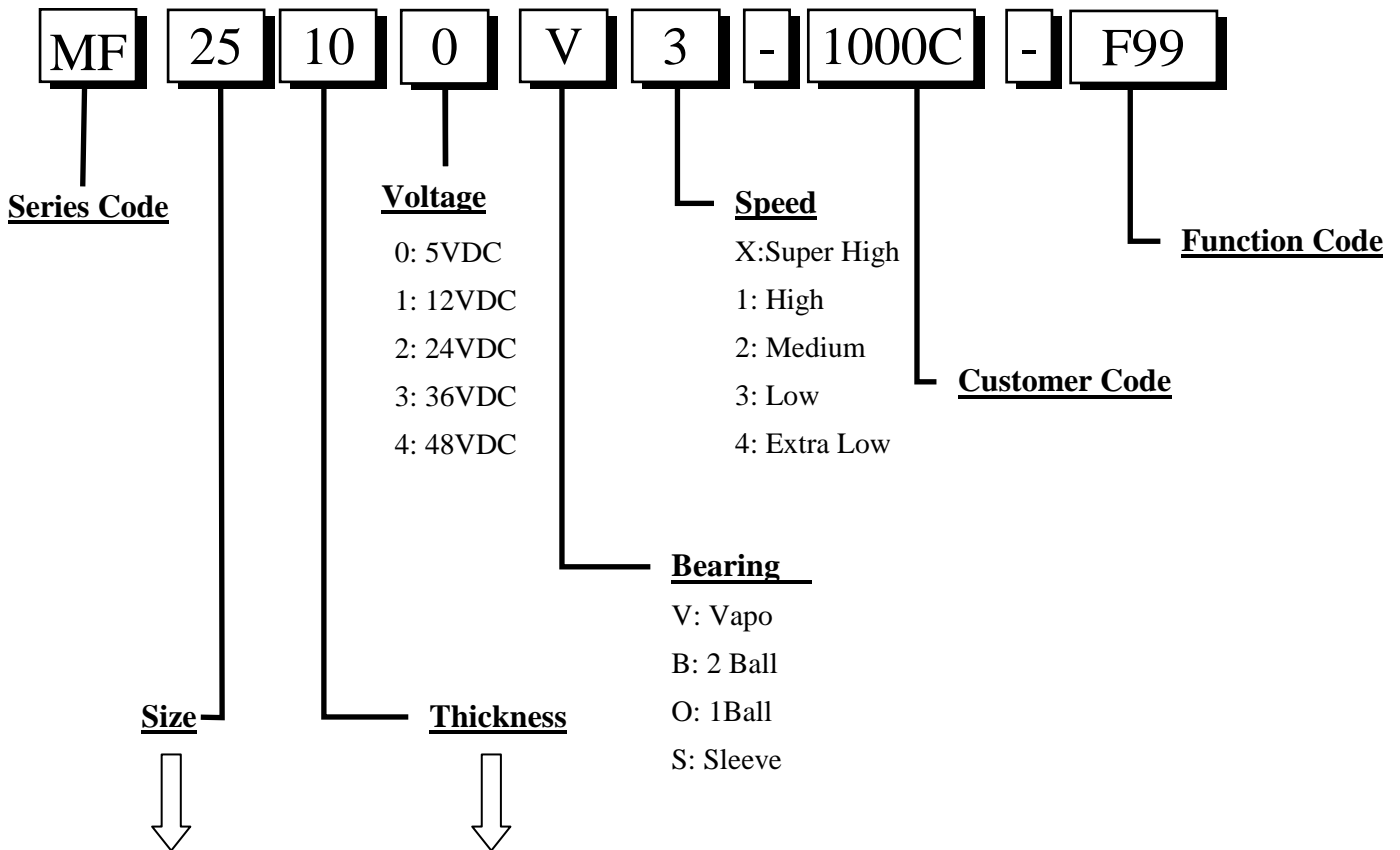 MF 25 10 0 V 3 - 1000C - F99
Series Code
Voltage
0: 5VDC
1: 12VDC
2: 24VDC
3: 36VDC
4: 48VDC
Speed
X:Super High
1: High
2: Medium
3: Low
4: Extra Low
Function Code
Customer Code
Bearing
V: Vapo
B: 2 Ball
O: 1Ball
S: Sleeve
Size
Thickness